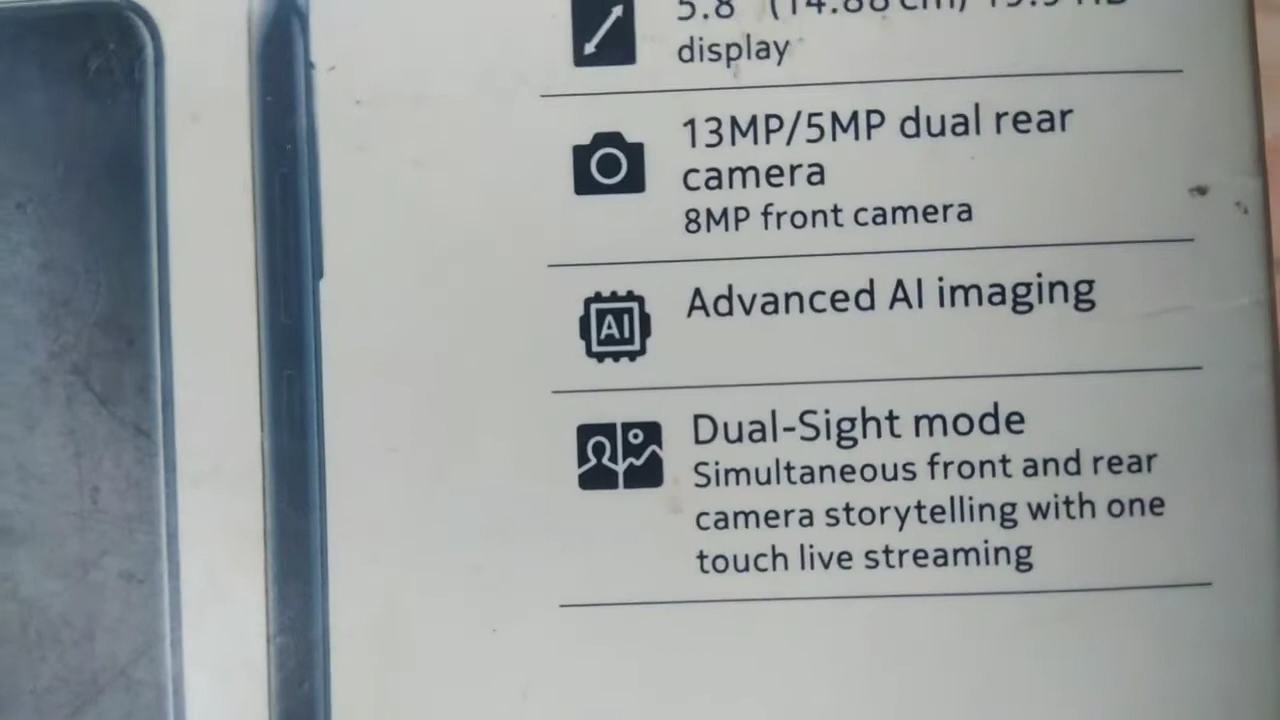 display
13MP/5MP dual rear
camera
8MP front camera
AI
Advanced AI imaging
Dual-Sight mode
Simultaneous front and rear
camera storytelling with one
touch live streaming